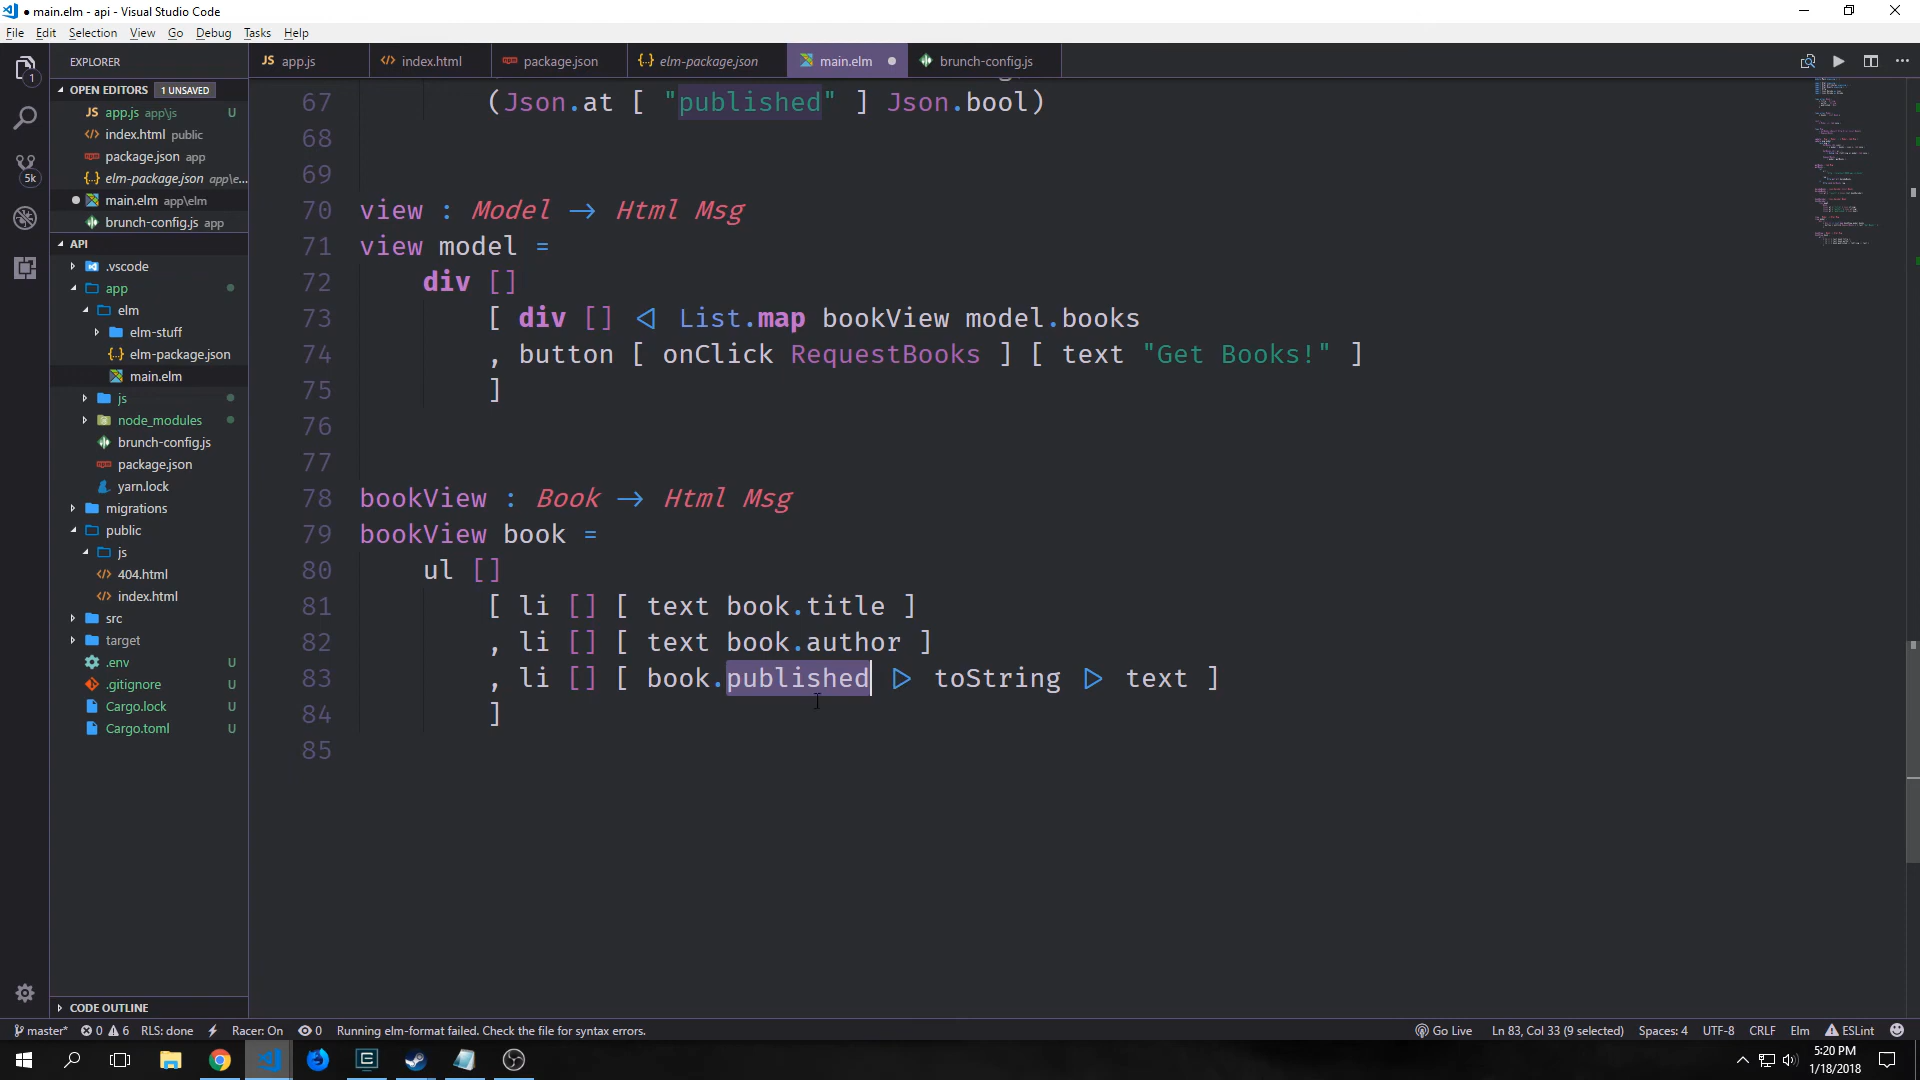 main.elm - api - Visual Studio Code
File Edit Selection View Go Debug Tasks Help
EXPLORER
JS app.js
index.html
package.json
elm-package.json
main.elm
brunch-config.js
OPEN EDITORS 1 UNSAVED
JS app.js app\js U
index.html public
package.json app
elm-package.json app\e...
main.elm app\elm
brunch-config.js app
API
.vscode
app
elm
elm-stuff
elm-package.json
main.elm
js
node_modules
brunch-config.js
package.json
yarn.lock
migrations
public
js
404.html
index.html
src
target
.env U
.gitignore U
Cargo.lock U
Cargo.toml U
CODE OUTLINE
1
5k
67 (Json.at [ "published" ] Json.bool)
68
69
70 view : Model → Html Msg
71 view model =
72 div []
73 [ div [] ◁ List.map bookView model.books
74 , button [ onClick RequestBooks ] [ text "Get Books!" ]
75 ]
76
77
78 bookView : Book → Html Msg
79 bookView book =
80 ul []
81 [ li [] [ text book.title ]
82 , li [] [ text book.author ]
83 , li [] [ book.published ▷ toString ▷ text ]
84 ]
85
master* 0 6 RLS: done Racer: On 0 Running elm-format failed. Check the file for syntax errors. Go Live Ln 83, Col 33 (9 selected) Spaces: 4 UTF-8 CRLF Elm ESLint
5:20 PM
1/18/2018